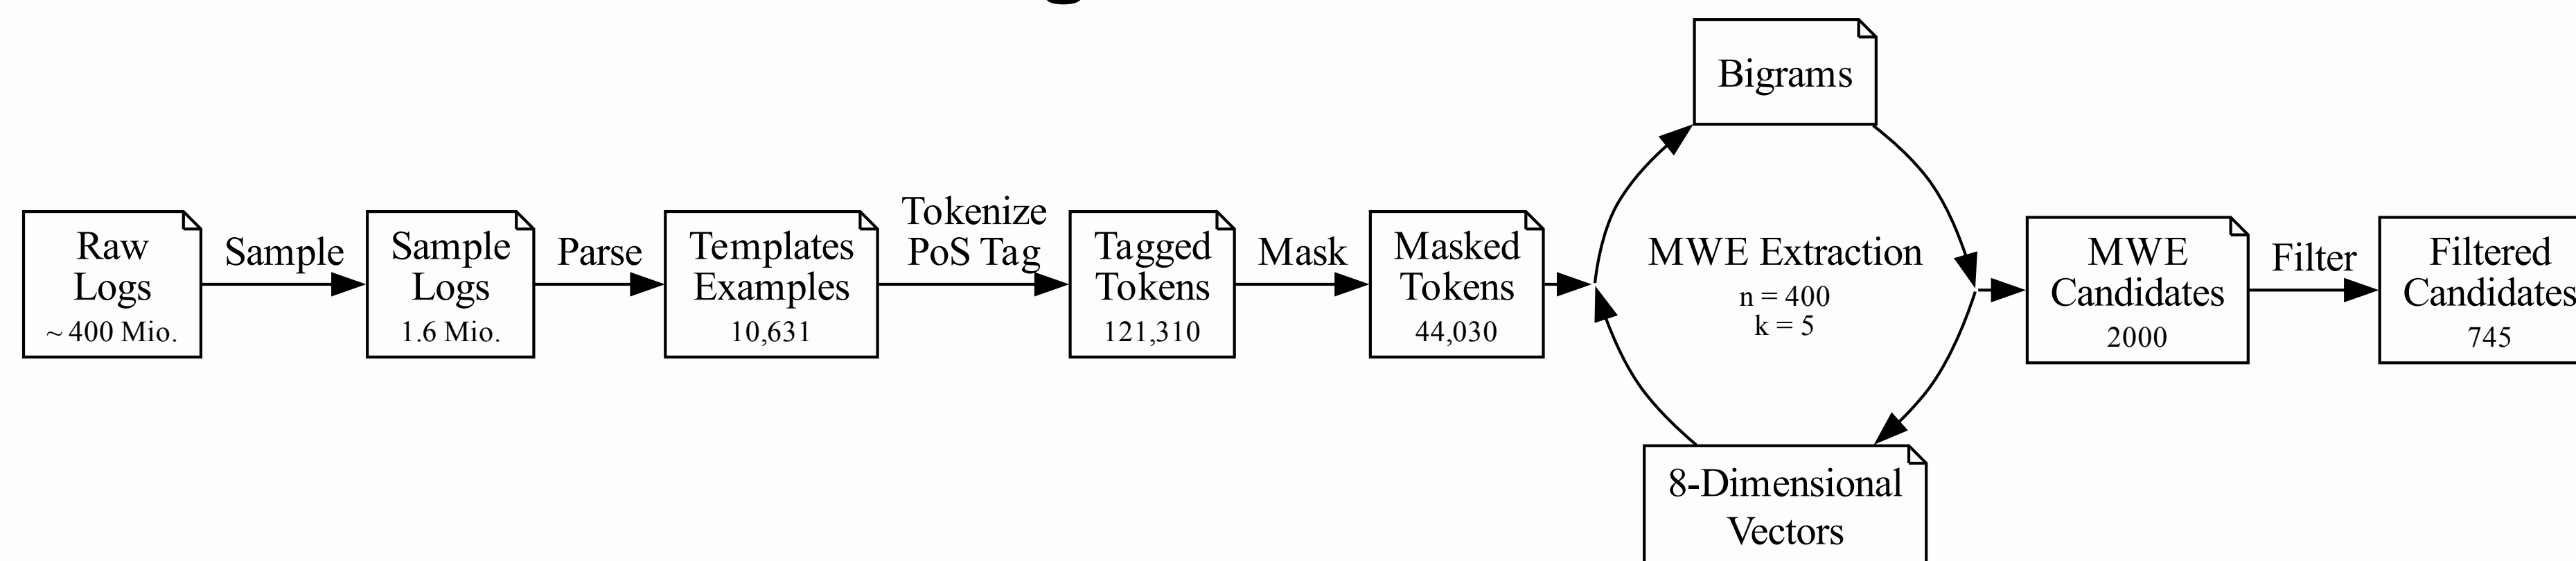 Raw
Logs
~ 400 Mio.
Sample
Sample
Logs
1.6 Mio.
Parse
Templates
Examples
10,631
Tokenize
PoS Tag
Tagged
Tokens
121,310
Mask
Masked
Tokens
44,030
Bigrams
MWE Extraction
n = 400
k = 5
8-Dimensional
Vectors
MWE
Candidates
2000
Filter
Filtered
Candidates
745